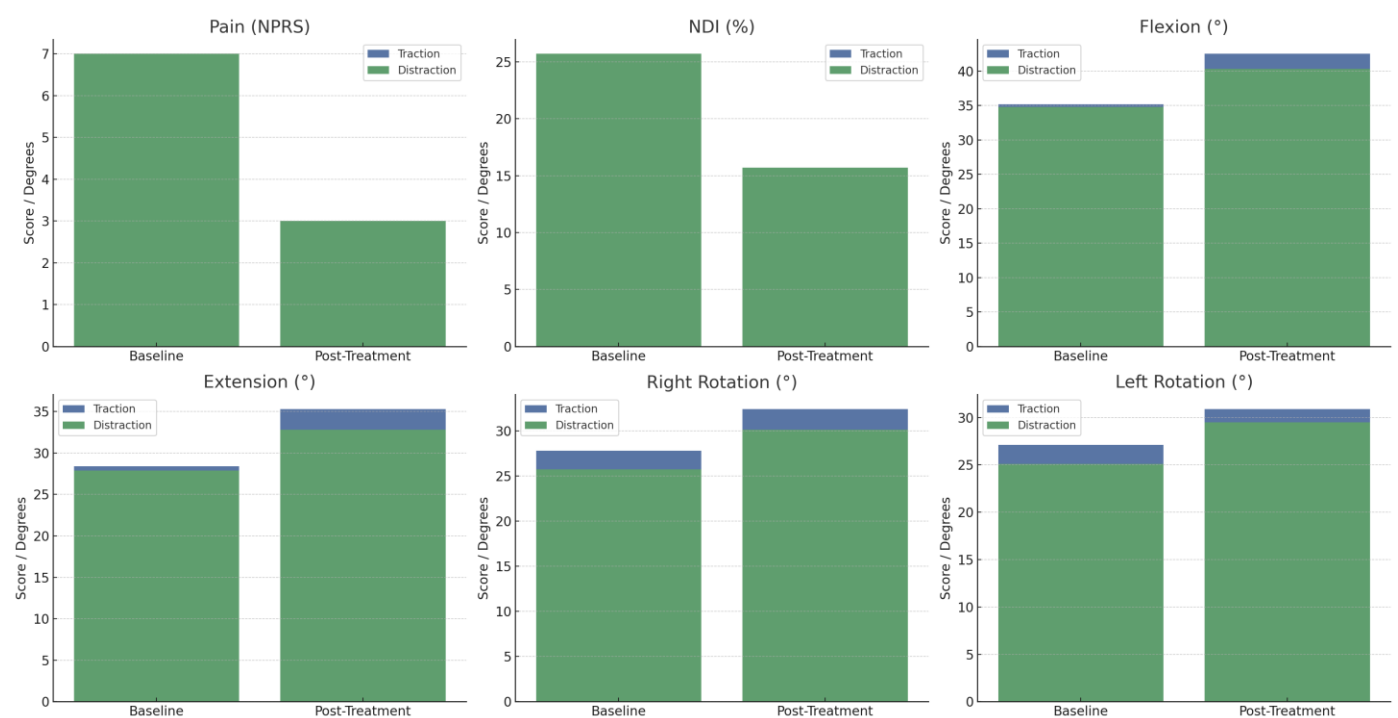 Pain (NPRS)
Score / Degrees
7
6
5
4
3
2
1
0
Traction
Distraction
Baseline
Post-Treatment
NDI (%)
Score / Degrees
25
20
15
10
5
0
Traction
Distraction
Baseline
Post-Treatment
Flexion (°)
Score / Degrees
40
35
30
25
20
15
10
5
0
Traction
Distraction
Baseline
Post-Treatment
Extension (°)
Score / Degrees
35
30
25
20
15
10
5
0
Traction
Distraction
Baseline
Post-Treatment
Right Rotation (°)
Score / Degrees
30
25
20
15
10
5
0
Traction
Distraction
Baseline
Post-Treatment
Left Rotation (°)
Score / Degrees
30
25
20
15
10
5
0
Traction
Distraction
Baseline
Post-Treatment